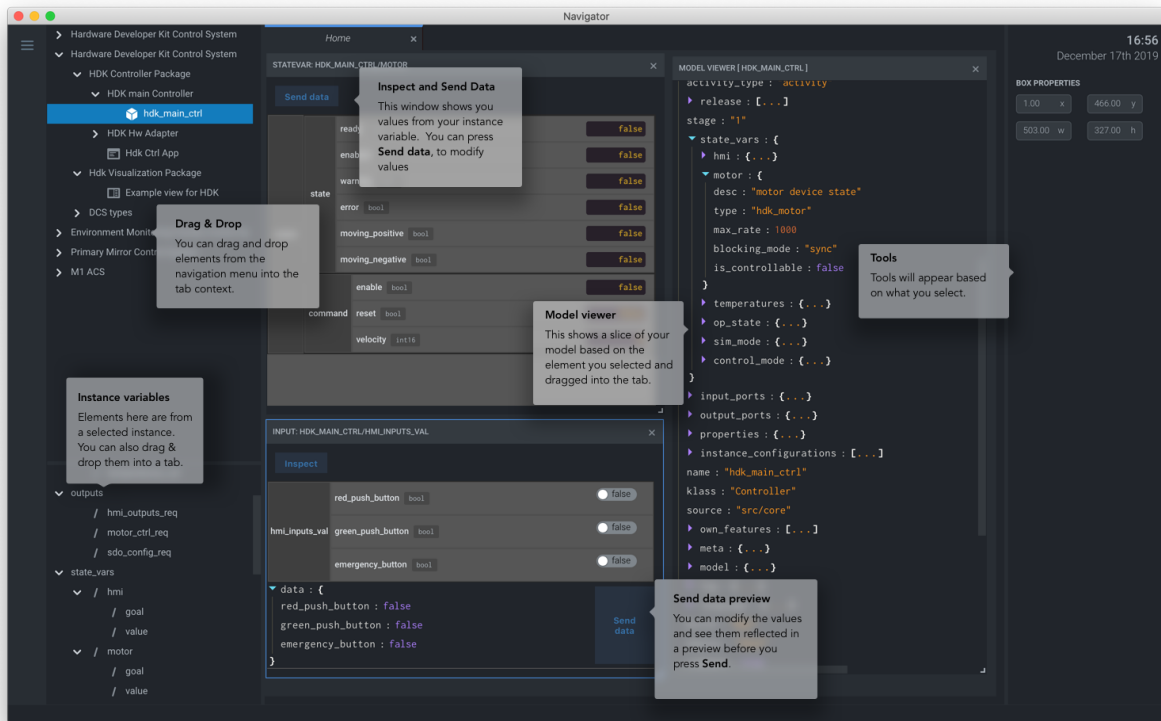 Navigator
Hardware Developer Kit Control System
Hardware Developer Kit Control System
HDK Controller Package
HDK main Controller
hdk_main_ctrl
HDK Hw Adapter
Hdk Ctrl App
Hdk Visualization Package
Example view for HDK
DCS types
Environment Monit
Primary Mirror Contr
M1 ACS
Drag & Drop
You can drag and drop
elements from the
navigation menu into the
tab context.
Instance variables
Elements here are from
a selected instance.
You can also drag &
drop them into a tab.
outputs
/ hmi_outputs_req
/ motor_ctrl_req
/ sdo_config_req
state_vars
/ hmi
/ goal
/ value
/ motor
/ goal
/ value
Home x
STATEVAR: HDK_MAIN_CTRL/MOTOR x
Send data
Inspect and Send Data
This window shows you
values from your instance
variable. You can press
Send data, to modify
values
state
ready false
enab false
warn false
error bool false
moving_positive bool false
moving_negative bool false
command
enable bool false
reset bool
velocity int16
Model viewer
This shows a slice of your
model based on the
element you selected and
dragged into the tab.
INPUT: HDK_MAIN_CTRL/HMI_INPUTS_VAL x
Inspect
hmi_inputs_val
red_push_button bool false
green_push_button bool false
emergency_button bool false
data : {
red_push_button : false
green_push_button : false
emergency_button : false
}
Send
data
Send data preview
You can modify the values
and see them reflected in
a preview before you
press Send.
MODEL VIEWER [ HDK_MAIN_CTRL ] x
activity_type : "activity"
release : [...]
stage : "1"
state_vars : {
hmi : {...}
motor : {
desc : "motor device state"
type : "hdk_motor"
max_rate : 1000
blocking_mode : "sync"
is_controllable : false
}
temperatures : {...}
op_state : {...}
sim_mode : {...}
control_mode : {...}
}
input_ports : {...}
output_ports : {...}
properties : {...}
instance_configurations : [...]
name : "hdk_main_ctrl"
klass : "Controller"
source : "src/core"
own_features : [...]
meta : {...}
model : {...}
Tools
Tools will appear based
on what you select.
16:56
December 17th 2019
BOX PROPERTIES
1.00 x 466.00 y
503.00 w 327.00 h